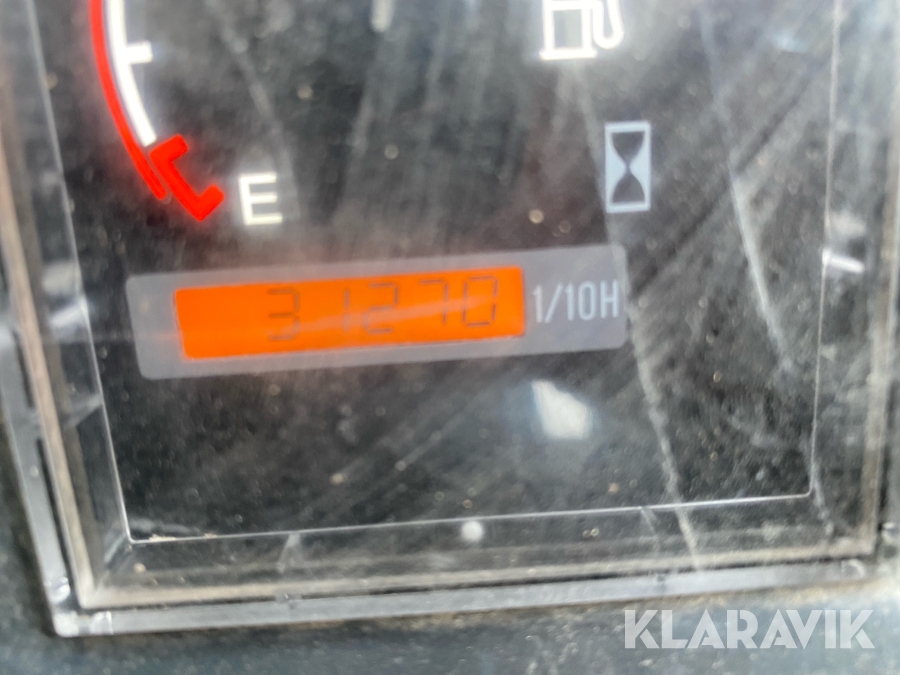 E
31270 1/10H
KLARAVIK